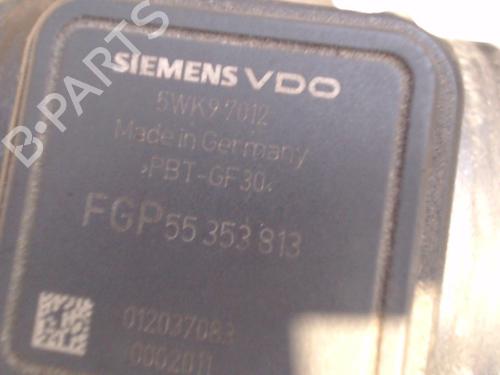 SIEMENS VDO
5WK9 7012
Made in Germany
>PBT-GF30<
FGP 55 353 813
012037083
0002011
B-PARTS